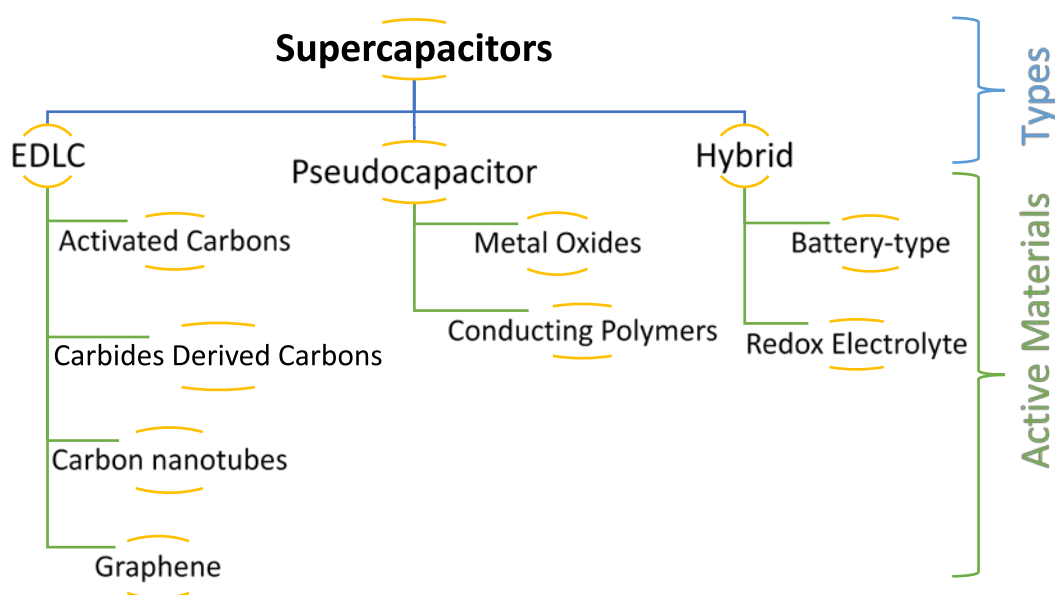 Supercapacitors
Types
EDLC
Pseudocapacitor
Hybrid
Active Materials
Activated Carbons
Metal Oxides
Battery-type
Carbides Derived Carbons
Conducting Polymers
Redox Electrolyte
Carbon nanotubes
Graphene